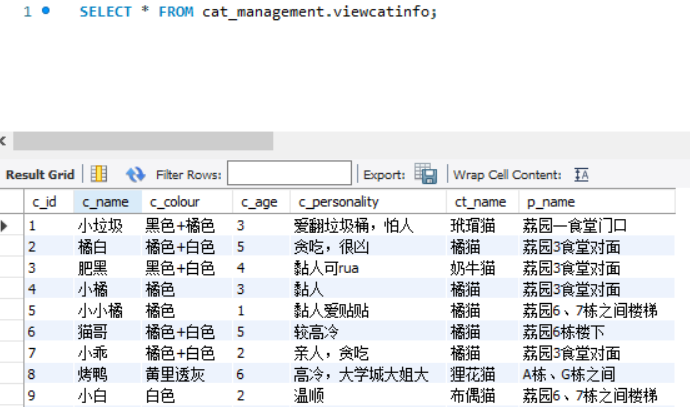 1 SELECT * FROM cat_management.viewcatinfo;
Result Grid Filter Rows: Export: Wrap Cell Content:
c_id c_name c_colour c_age c_personality ct_name p_name
1 小垃圾 黑色+橘色 3 爱翻垃圾桶，怕人 玳瑁猫 荔园一食堂门口
2 橘白 橘色+白色 5 贪吃，很凶 橘猫 荔园3食堂对面
3 肥黑 黑色+白色 4 黏人可rua 奶牛猫 荔园3食堂对面
4 小橘 橘色 3 黏人 橘猫 荔园3食堂对面
5 小小橘 橘色 1 黏人爱贴贴 橘猫 荔园6、7栋之间楼梯
6 猫哥 橘色+白色 5 较高冷 橘猫 荔园6栋楼下
7 小乖 橘色+白色 2 亲人，贪吃 橘猫 荔园3食堂对面
8 烤鸭 黄里透灰 6 高冷，大学城大姐大 狸花猫 A栋、G栋之间
9 小白 白色 2 温顺 布偶猫 荔园6、7栋之间楼梯